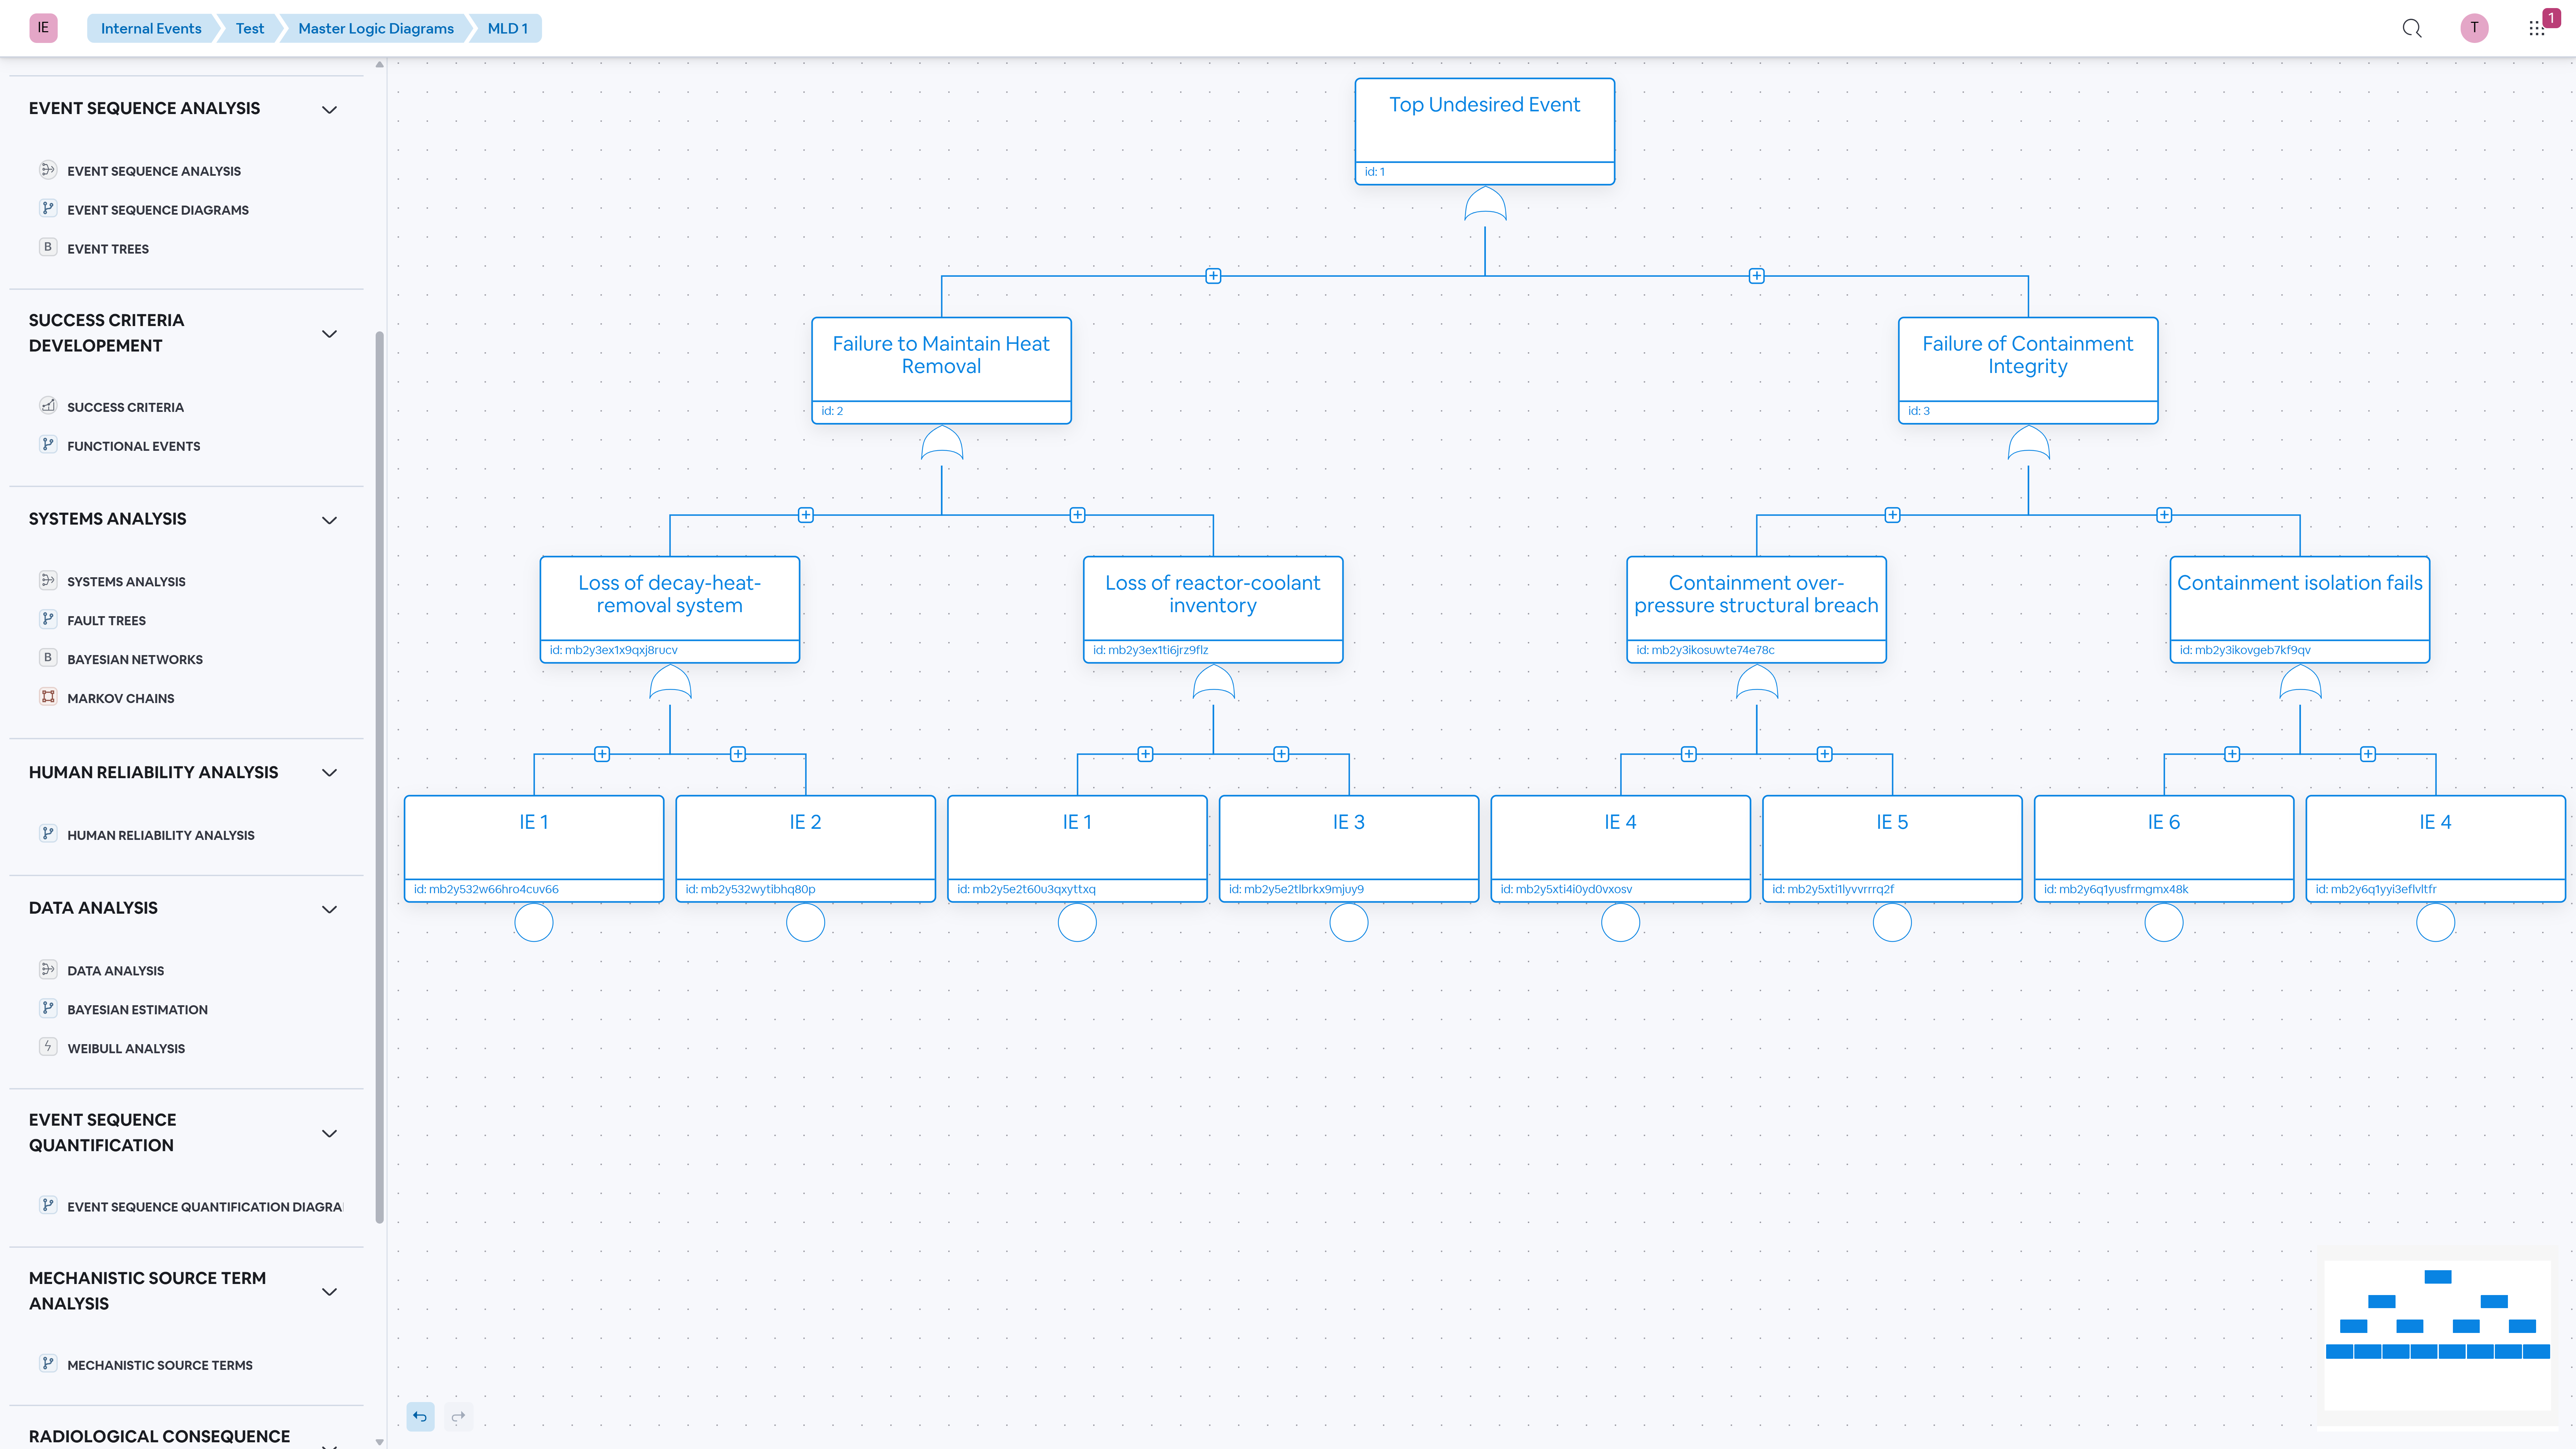 IE
Internal Events
Test
Master Logic Diagrams
MLD 1
T
1
EVENT SEQUENCE ANALYSIS
EVENT SEQUENCE ANALYSIS
EVENT SEQUENCE DIAGRAMS
B
EVENT TREES
SUCCESS CRITERIA
DEVELOPEMENT
SUCCESS CRITERIA
FUNCTIONAL EVENTS
SYSTEMS ANALYSIS
SYSTEMS ANALYSIS
FAULT TREES
B
BAYESIAN NETWORKS
MARKOV CHAINS
HUMAN RELIABILITY ANALYSIS
HUMAN RELIABILITY ANALYSIS
DATA ANALYSIS
DATA ANALYSIS
BAYESIAN ESTIMATION
WEIBULL ANALYSIS
EVENT SEQUENCE
QUANTIFICATION
EVENT SEQUENCE QUANTIFICATION DIAGRA
MECHANISTIC SOURCE TERM
ANALYSIS
MECHANISTIC SOURCE TERMS
RADIOLOGICAL CONSEQUENCE
Top Undesired Event
id: 1
Failure to Maintain Heat
Removal
id: 2
Failure of Containment
Integrity
id: 3
Loss of decay-heat-
removal system
id: mb2y3ex1x9qxj8rucv
Loss of reactor-coolant
inventory
id: mb2y3ex1ti6jrz9flz
Containment over-
pressure structural breach
id: mb2y3ikosuwte74e78c
Containment isolation fails
id: mb2y3ikovgeb7kf9qv
IE 1
id: mb2y532w66hro4cuv66
IE 2
id: mb2y532wytibhq80p
IE 1
id: mb2y5e2t60u3qxyttxq
IE 3
id: mb2y5e2tlbrkx9mjuy9
IE 4
id: mb2y5xti4i0yd0vxosv
IE 5
id: mb2y5xti1lyvvrrrq2f
IE 6
id: mb2y6q1yusfrmgmx48k
IE 4
id: mb2y6q1yyi3eflvltfr